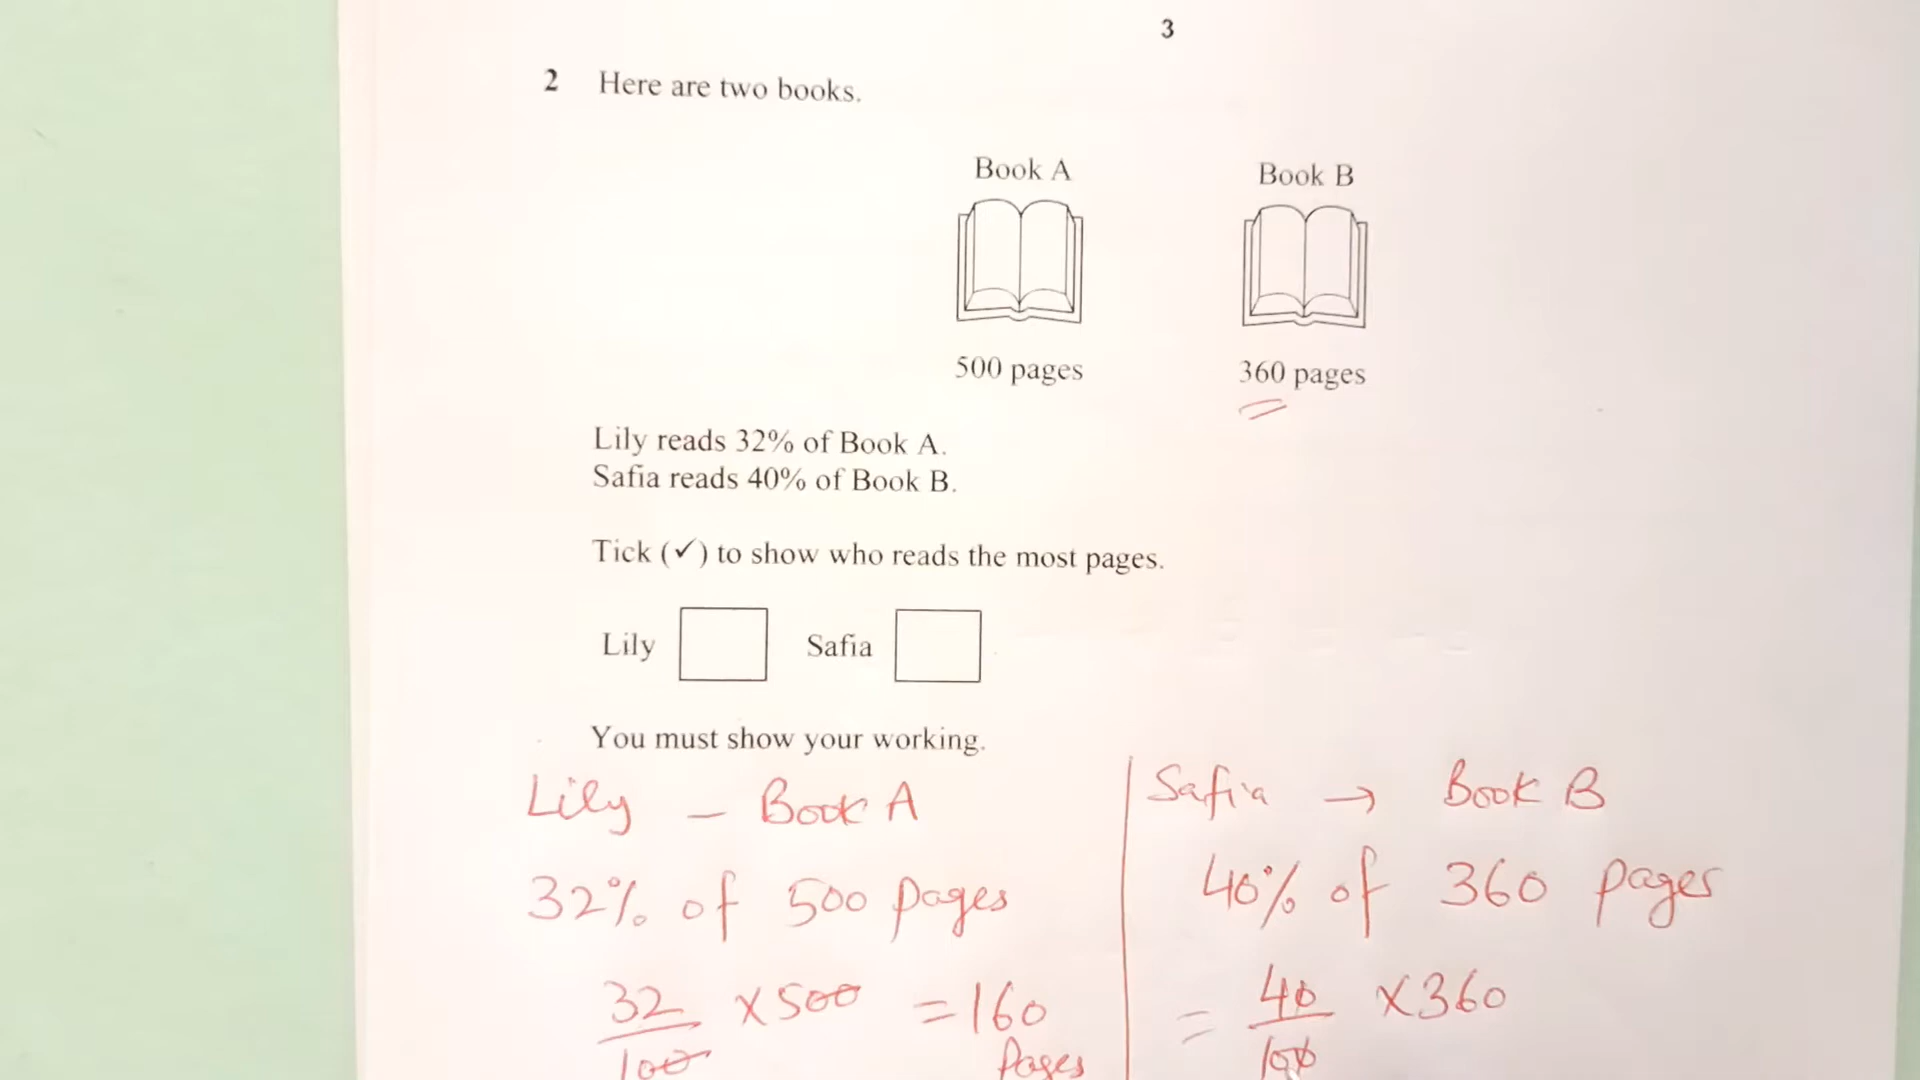 3
2 Here are two books.
Book A Book B
500 pages 360 pages
Lily reads 32% of Book A.
Safia reads 40% of Book B.
Tick (✓) to show who reads the most pages.
Lily Safia
You must show your working.
Lily – Book A
32% of 500 pages
32/100 × 500 = 160 pages
Safia → Book B
40% of 360 pages
= 40/100 × 360